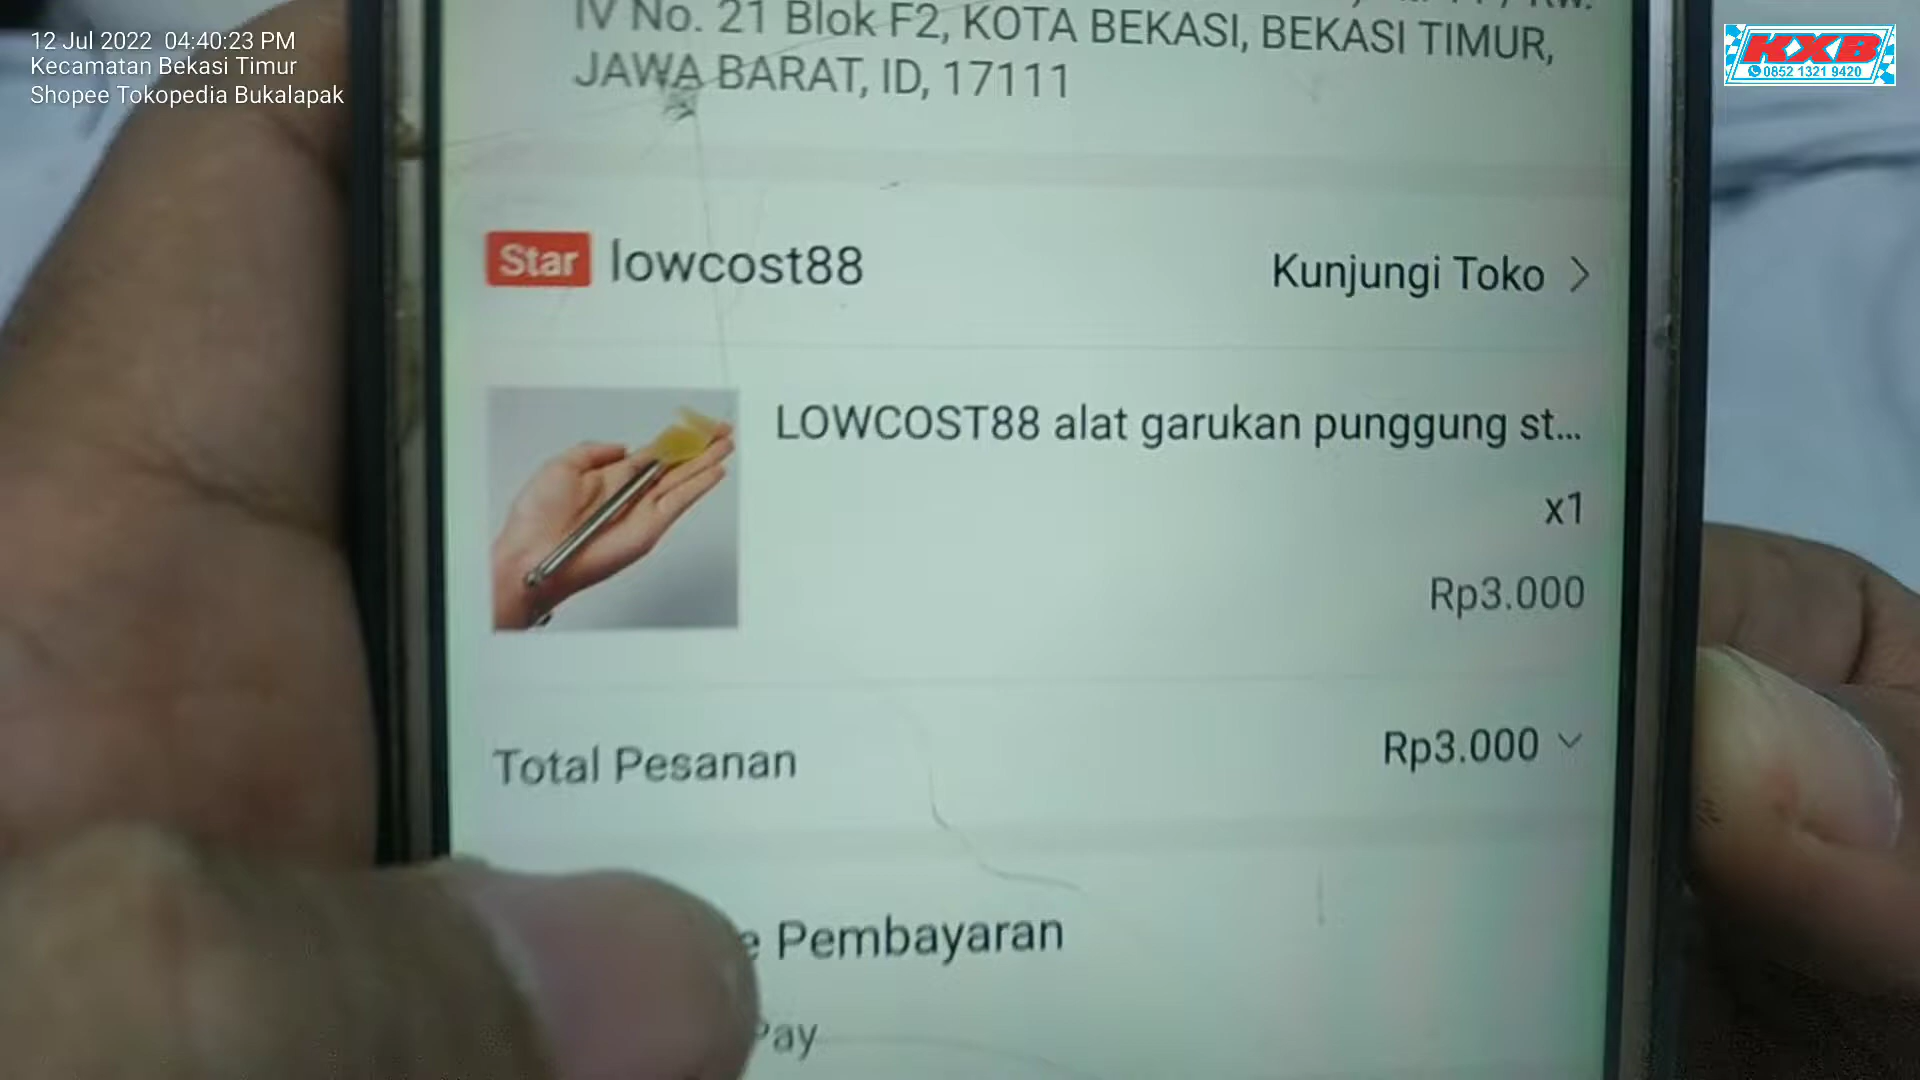 12 Jul 2022 04:40:23 PM
Kecamatan Bekasi Timur
Shopee Tokopedia Bukalapak
KXB
0852 1321 9420
IV No. 21 Blok F2, KOTA BEKASI, BEKASI TIMUR,
JAWA BARAT, ID, 17111
Star lowcost88
Kunjungi Toko >
LOWCOST88 alat garukan punggung st...
x1
Rp3.000
Total Pesanan
Rp3.000
Pembayaran
Pay